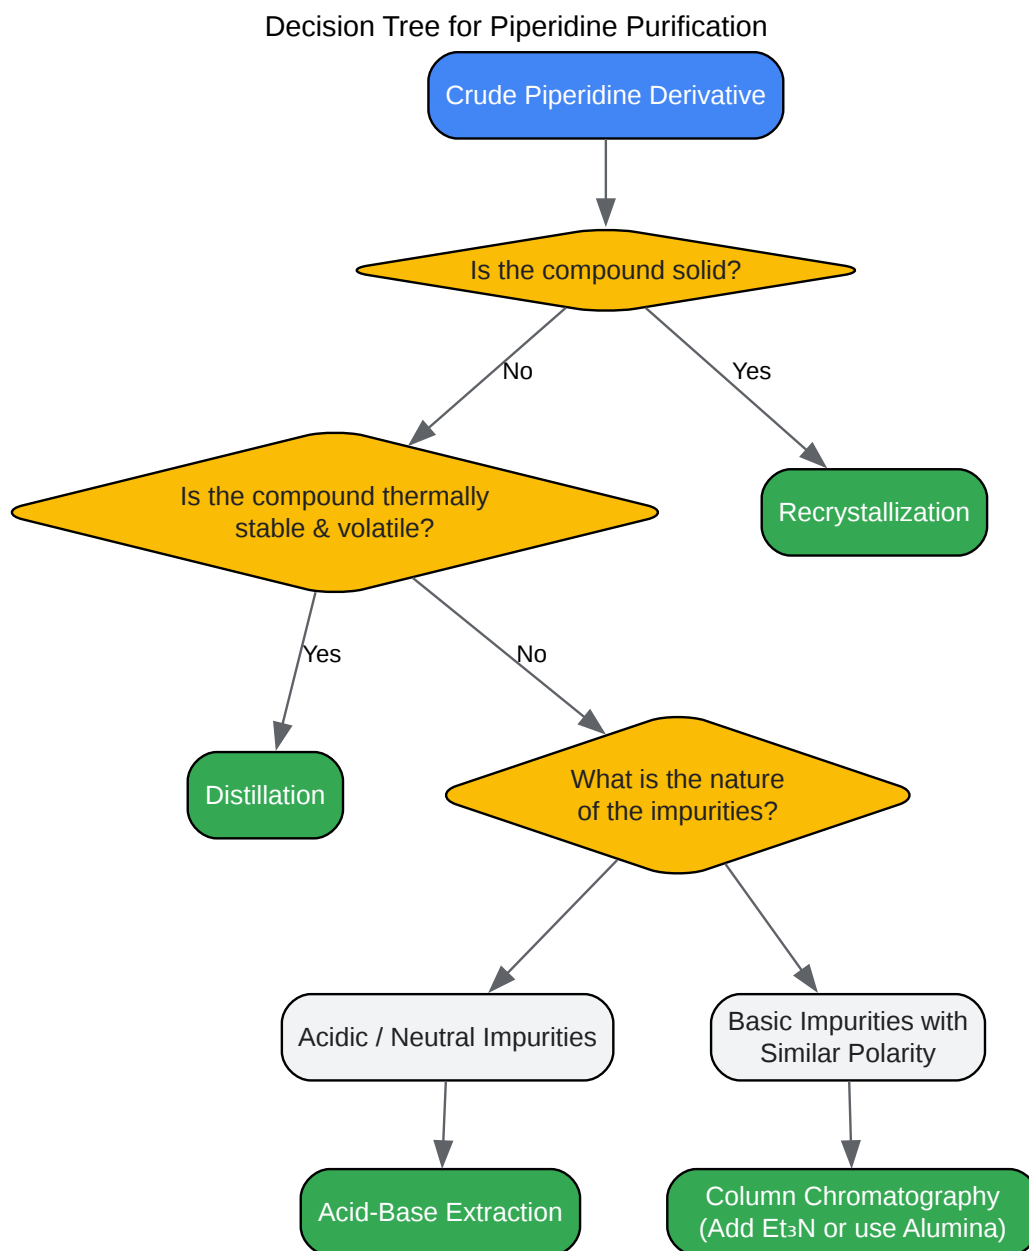 Decision Tree for Piperidine Purification
Crude Piperidine Derivative
Is the compound solid?
No
Yes
Is the compound thermally
stable & volatile?
Recrystallization
Yes
No
What is the nature
of the impurities?
Distillation
Acidic / Neutral Impurities
Basic Impurities with
Similar Polarity
Acid-Base Extraction
Column Chromatography
(Add Et₃N or use Alumina)